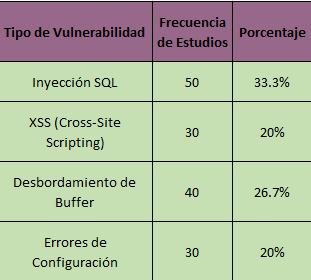 Tipo de Vulnerabilidad Frecuencia de Estudios Porcentaje
Inyección SQL 50 33.3%
XSS (Cross-Site Scripting) 30 20%
Desbordamiento de Buffer 40 26.7%
Errores de Configuración 30 20%